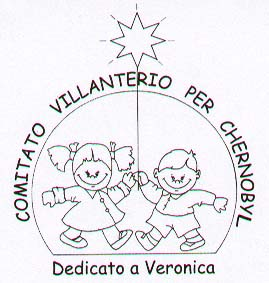 COMITATO VILLANTERIO PER CHERNOBYL
Dedicato a Veronica